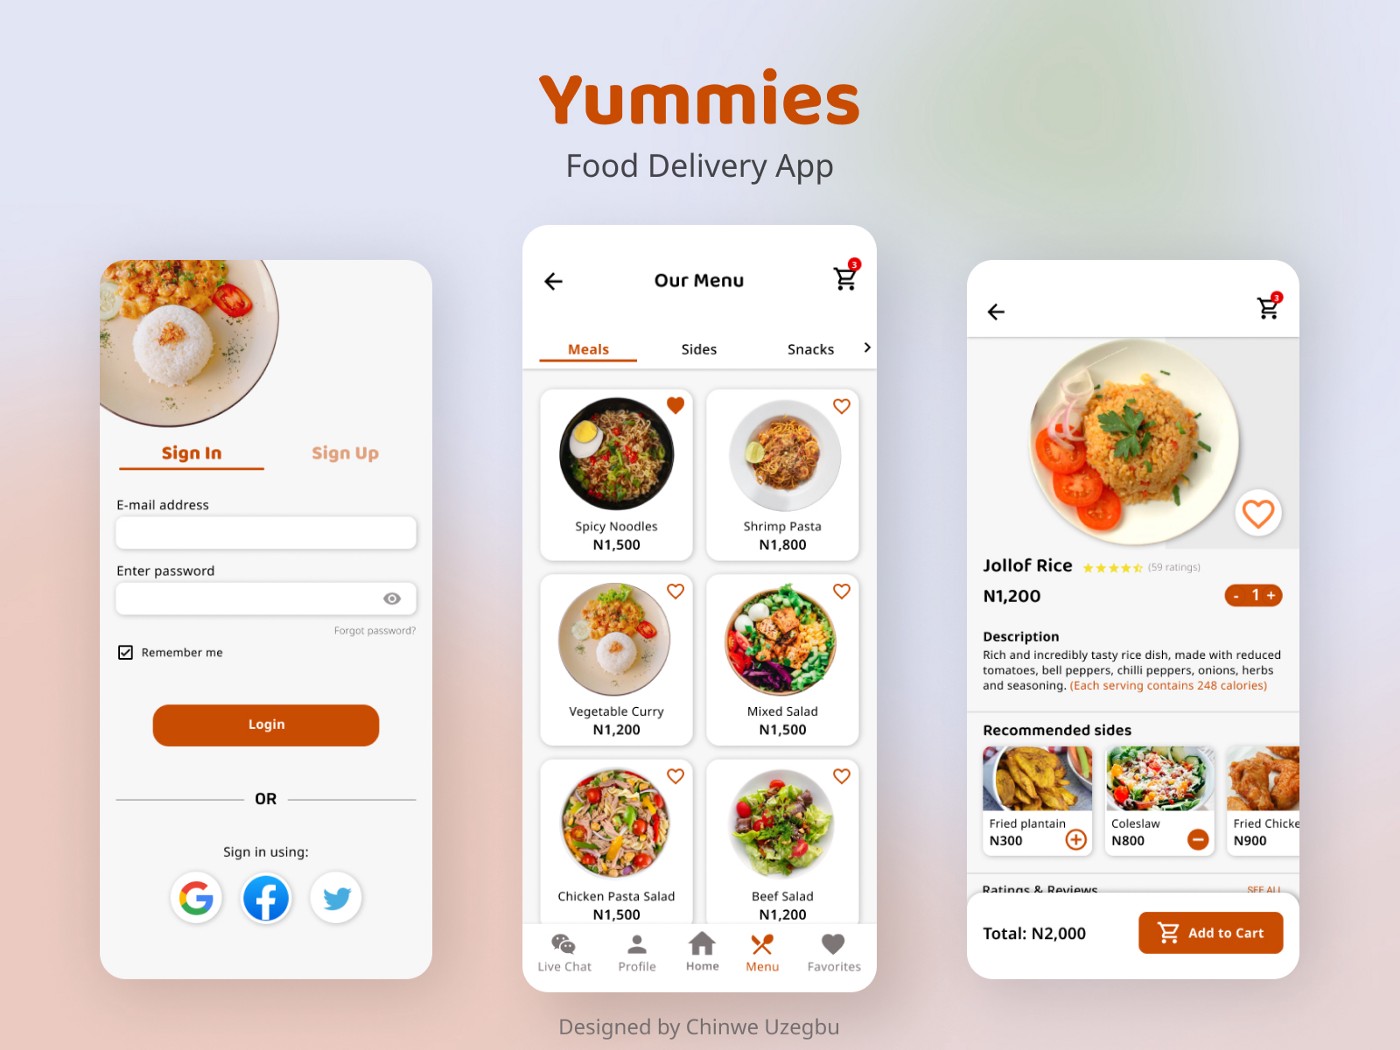 Yummies
Food Delivery App
Sign In
Sign Up
E-mail address
Enter password
Forgot password?
Remember me
Login
OR
Sign in using:
Our Menu
3
Meals
Sides
Snacks
Spicy Noodles
N1,500
Shrimp Pasta
N1,800
Vegetable Curry
N1,200
Mixed Salad
N1,500
Chicken Pasta Salad
N1,500
Beef Salad
N1,200
Live Chat
Profile
Home
Menu
Favorites
3
Jollof Rice
(59 ratings)
N1,200
- 1 +
Description
Rich and incredibly tasty rice dish, made with reduced
tomatoes, bell peppers, chilli peppers, onions, herbs
and seasoning. (Each serving contains 248 calories)
Recommended sides
Fried plantain
N300
Coleslaw
N800
Fried Chicke
N900
Ratings & Reviews
SEE ALL
Total: N2,000
Add to Cart
Designed by Chinwe Uzegbu